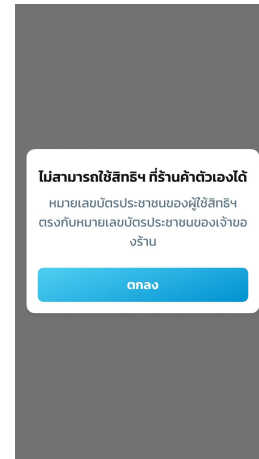 ไม่สามารถใช้สิทธิฯ ที่ร้านค้าตัวเองได้
หมายเลขบัตรประชาชนของผู้ใช้สิทธิฯ
ตรงกับหมายเลขบัตรประชาชนของเจ้าขอ
งร้าน
ตกลง